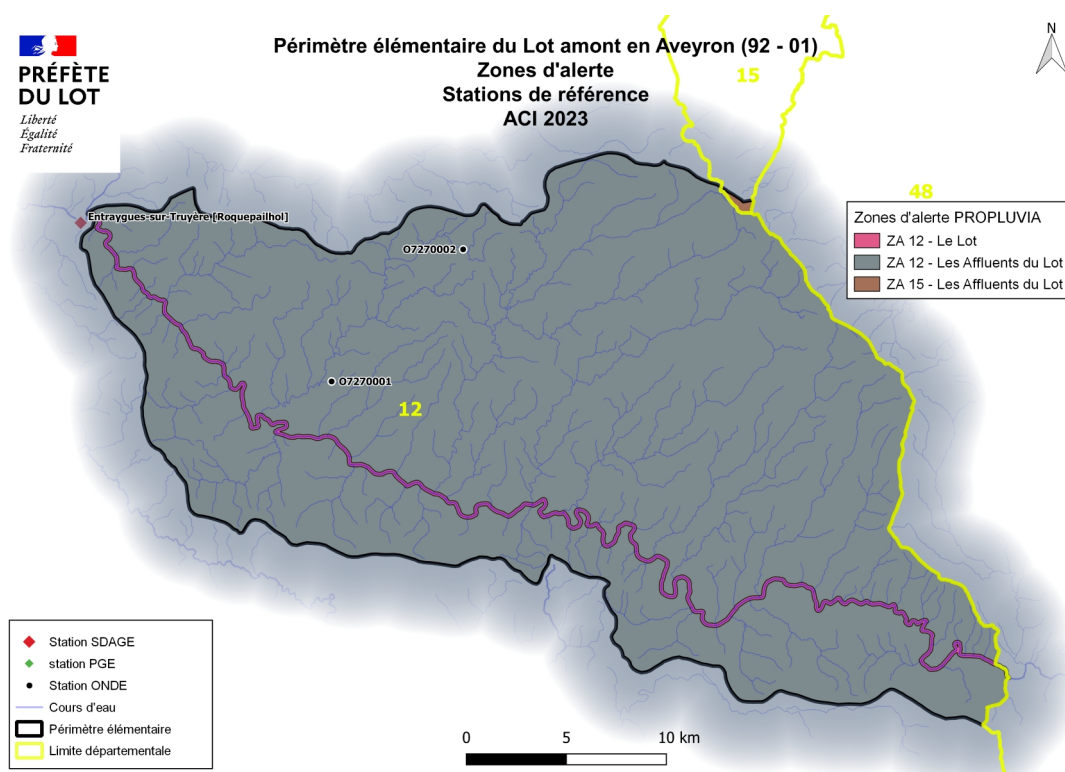 PRÉFÈTE
DU LOT
Liberté
Égalité
Fraternité
Périmètre élémentaire du Lot amont en Aveyron (92 - 01)
Zones d'alerte
Stations de référence
ACI 2023
N
15
48
Zones d'alerte PROPLUVIA
ZA 12 - Le Lot
ZA 12 - Les Affluents du Lot
ZA 15 - Les Affluents du Lot
Entraygues-sur-Truyère [Roquepailhol]
O7270002
O7270001
12
Station SDAGE
station PGE
Station ONDE
Cours d'eau
Périmètre élémentaire
Limite départementale
0 5 10 km